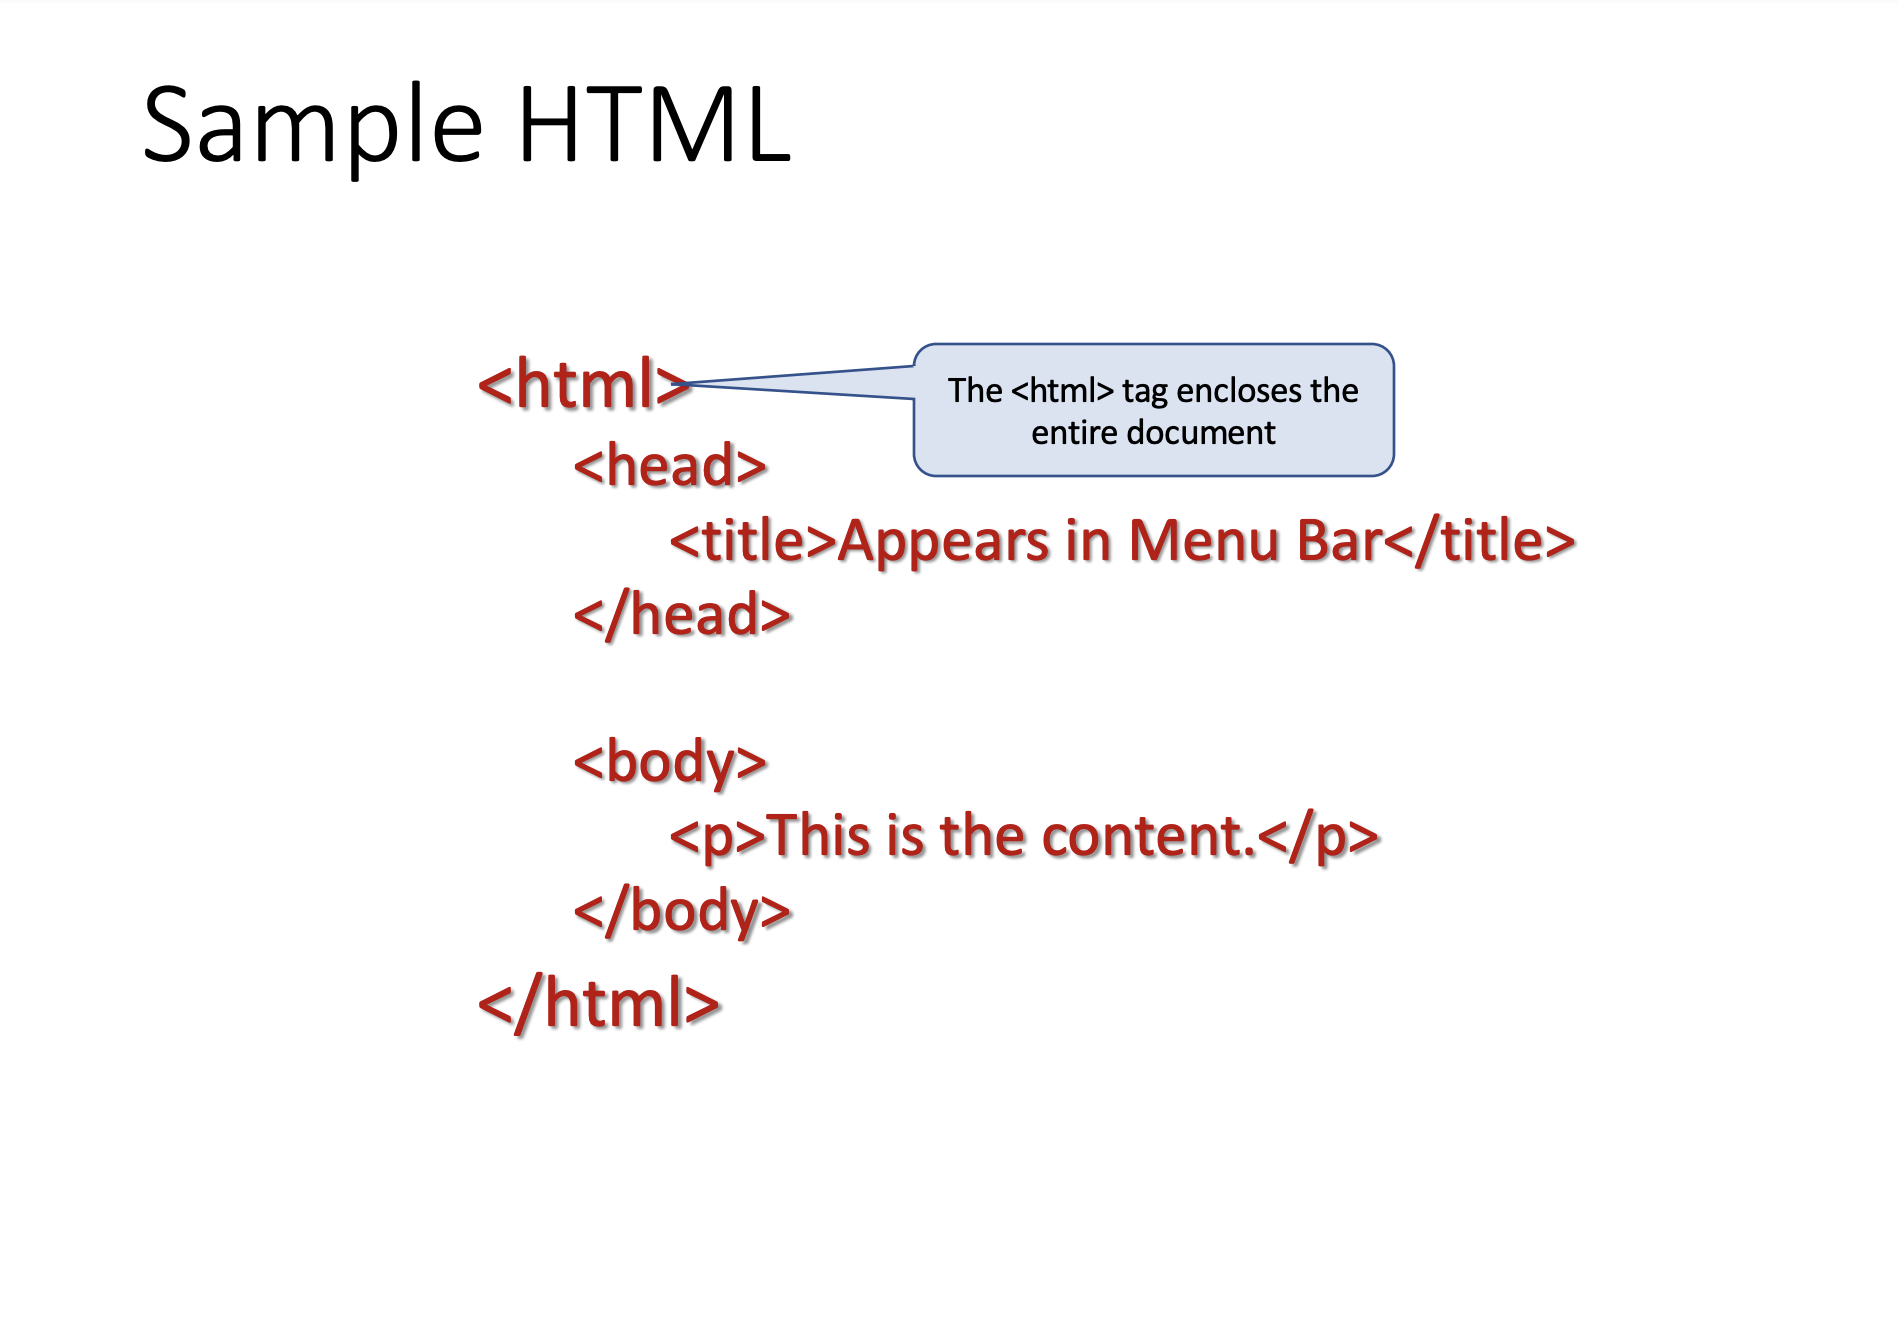 Sample HTML
<html>
The <html> tag encloses the
entire document
<head>
<title>Appears in Menu Bar</title>
</head>
<body>
<p>This is the content.</p>
</body>
</html>